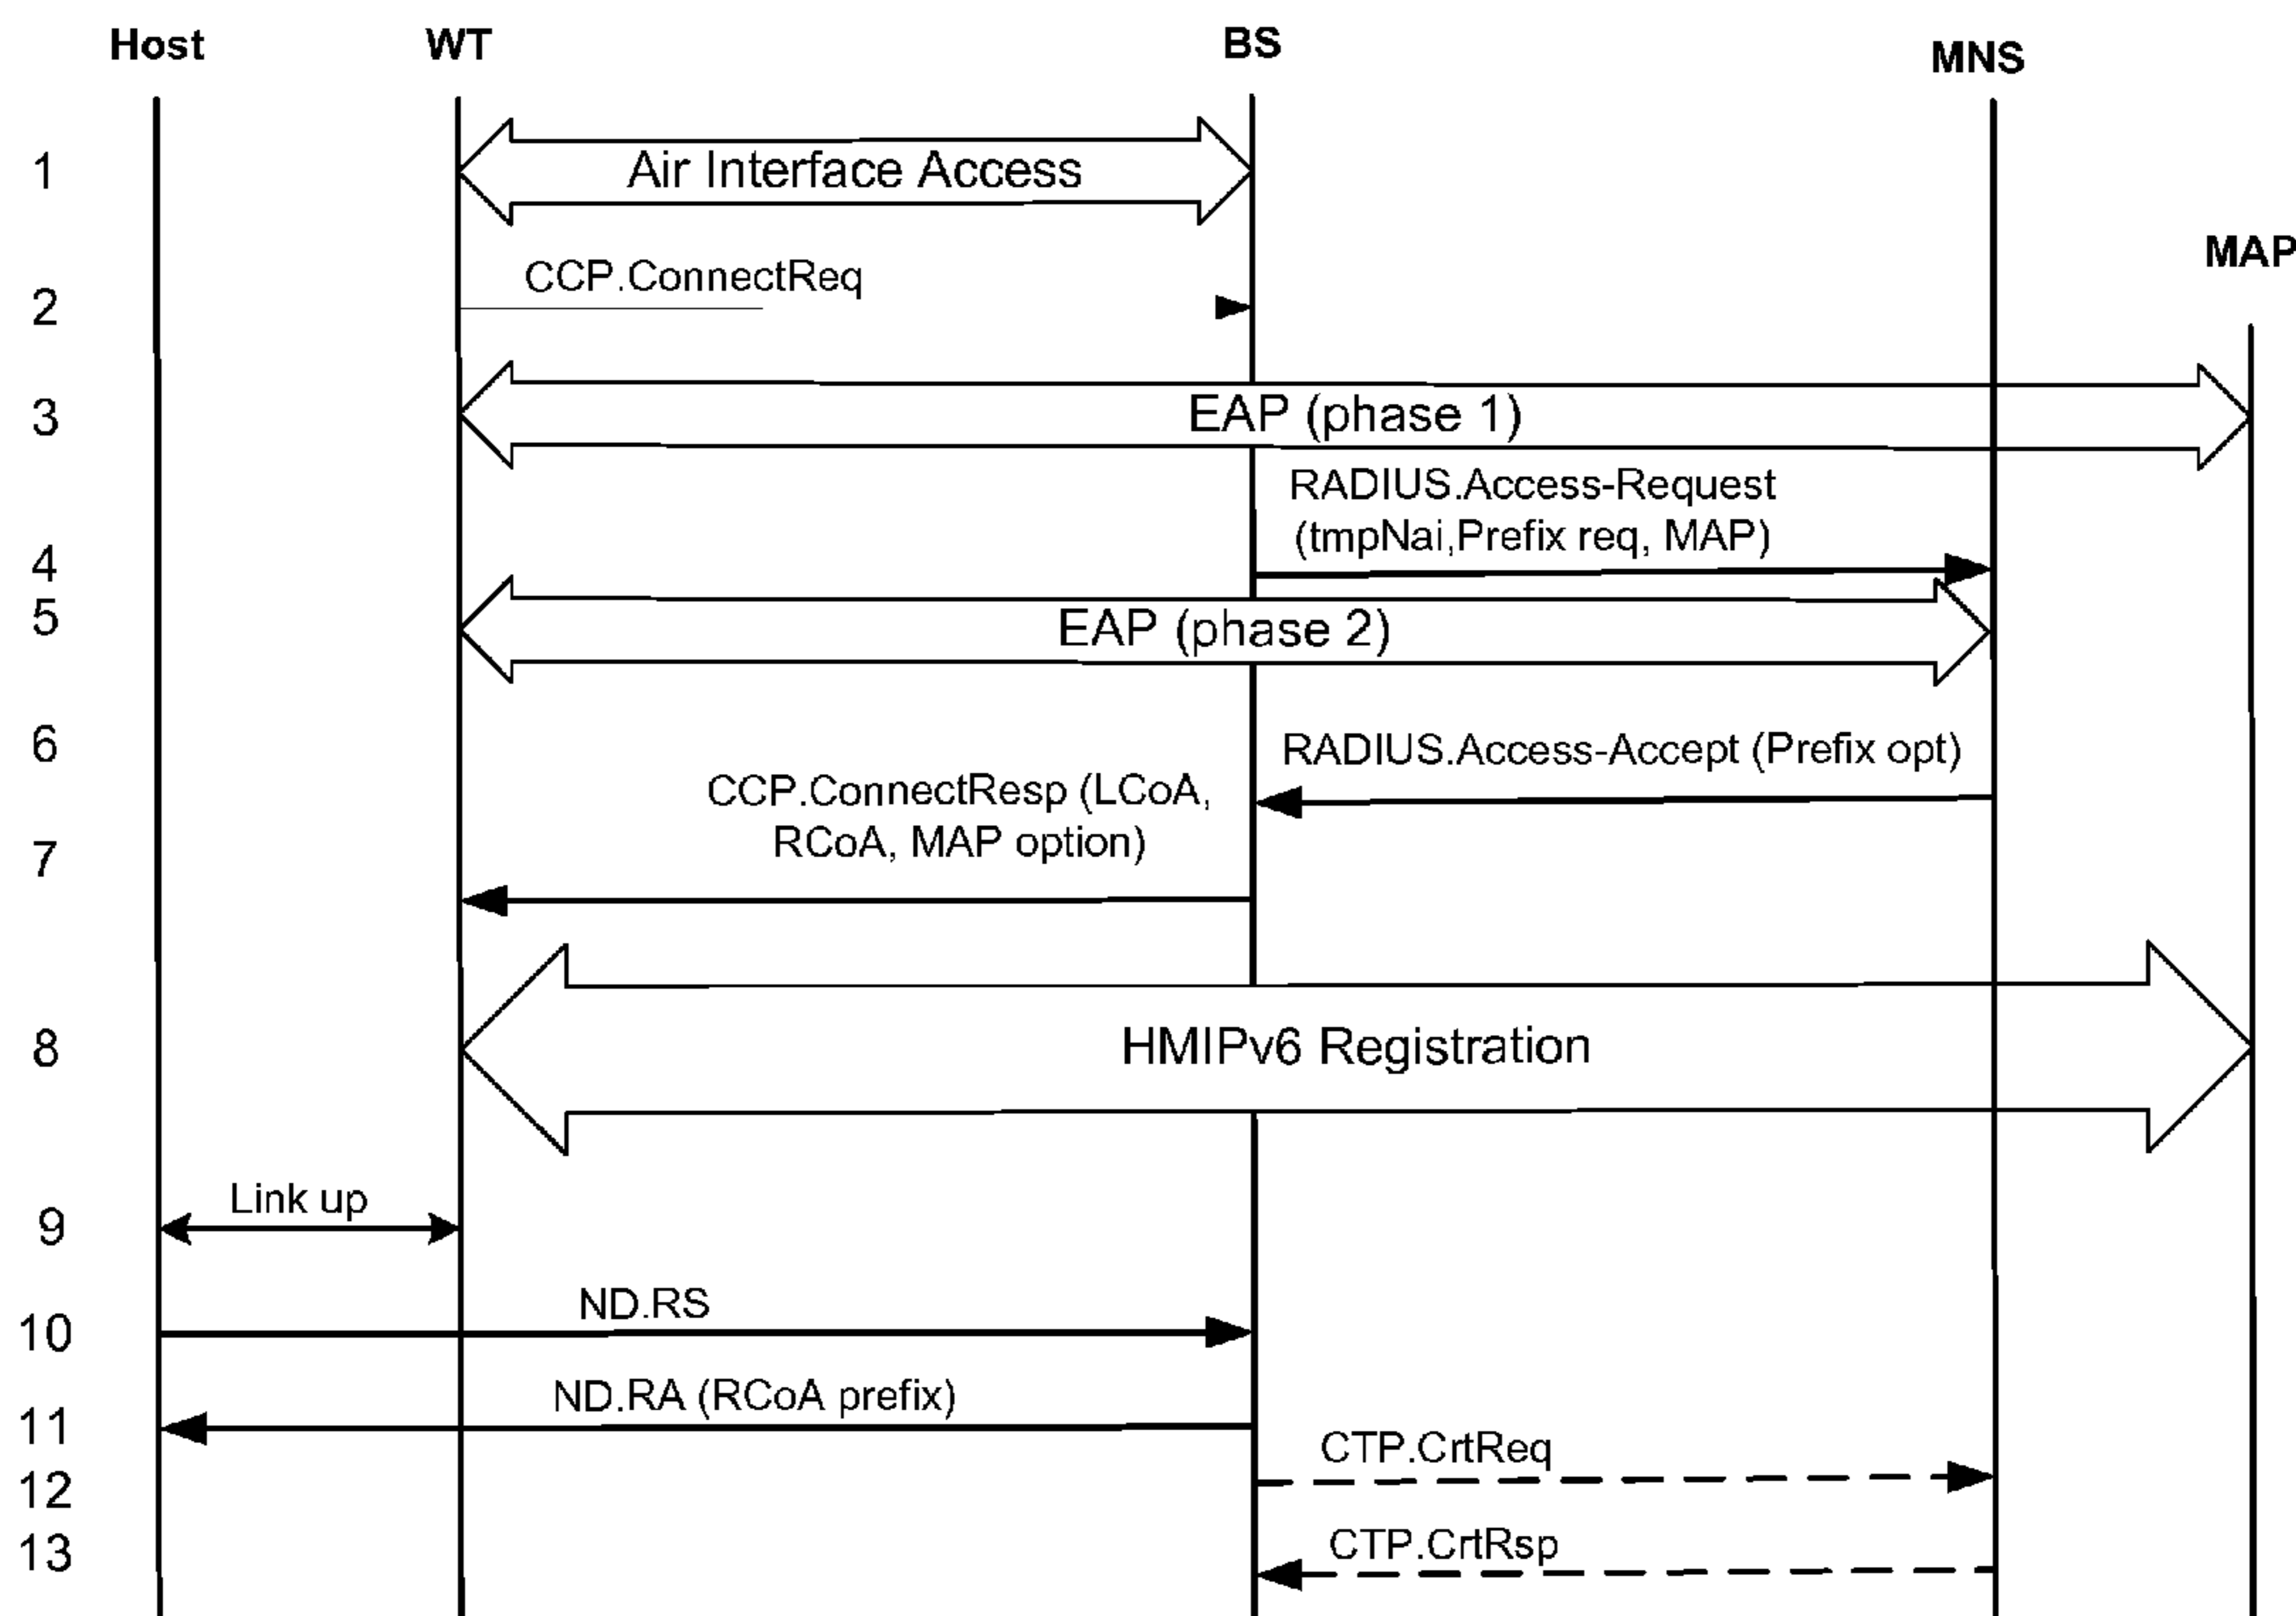 Host WT BS MNS
1 Air Interface Access
MAP
CCP.ConnectReq
2
3 EAP (phase 1)
RADIUS.Access-Request
(tmpNai,Prefix req, MAP)
4
5 EAP (phase 2)
6 RADIUS.Access-Accept (Prefix opt)
CCP.ConnectResp (LCoA,
RCoA, MAP option)
7
8 HMIPv6 Registration
Link up
9
ND.RS
10
ND.RA (RCoA prefix)
11
CTP.CrtReq
12
CTP.CrtRsp
13